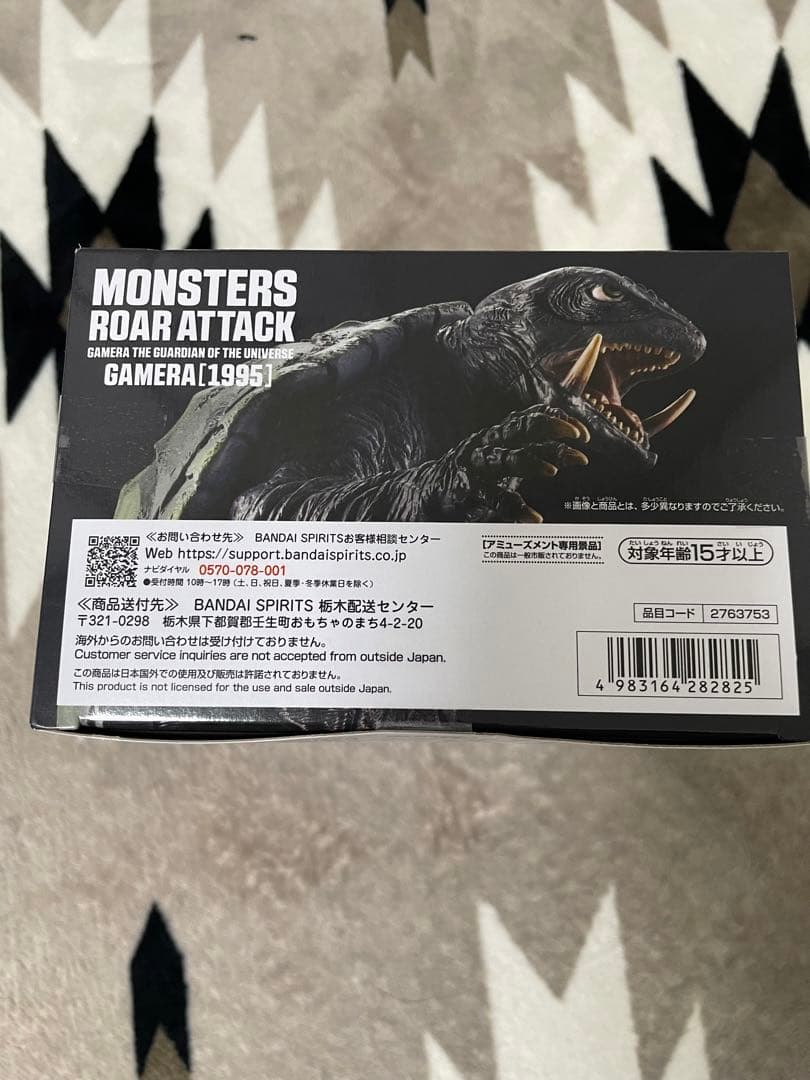 MONSTERS
ROAR ATTACK
GAMERA THE GUARDIAN OF THE UNIVERSE
GAMERA[1995]
※画像と商品とは、多少異なりますのでご了承ください。
≪お問い合わせ先≫ BANDAI SPIRITSお客様相談センター
Web https://support.bandaispirits.co.jp
ナビダイヤル 0570-078-001
●受付時間 10時〜17時（土、日、祝日、夏季・冬季休業日を除く）
[アミューズメント専用景品]
この商品は一般市販されておりません。
対象年齢15才以上
≪商品送付先≫ BANDAI SPIRITS 栃木配送センター
〒321-0298 栃木県下都賀郡壬生町おもちゃのまち4-2-20
品目コード 2763753
海外からのお問い合わせは受け付けておりません。
Customer service inquiries are not accepted from outside Japan.
この商品は日本国外での使用及び販売は許諾されておりません。
This product is not licensed for the use and sale outside Japan.
4 983164 282825